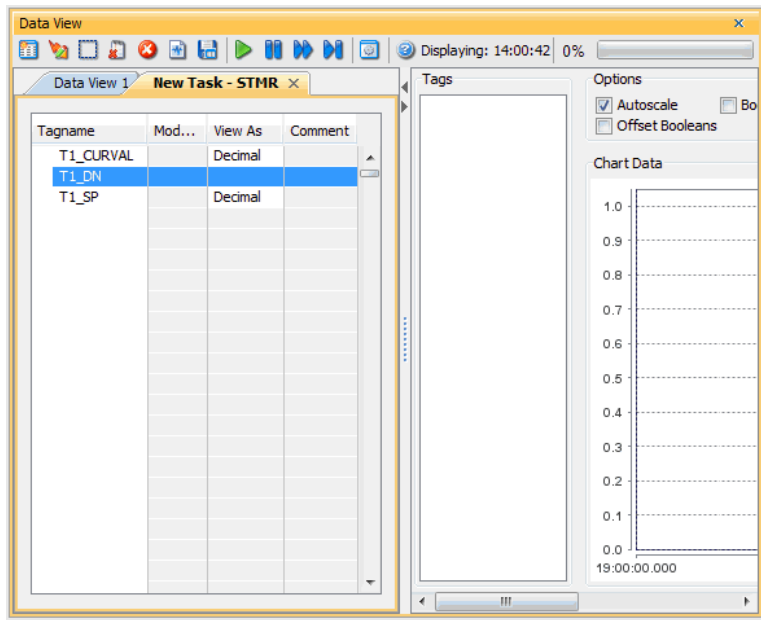 Data View
Displaying: 14:00:42 0%
Data View 1
New Task - STMR
Tagname Mod... View As Comment
T1_CURVAL Decimal
T1_DN
T1_SP Decimal
Tags
Options
Autoscale Bo
Offset Booleans
Chart Data
1.0
0.9
0.8
0.7
0.6
0.5
0.4
0.3
0.2
0.1
0.0
19:00:00.000